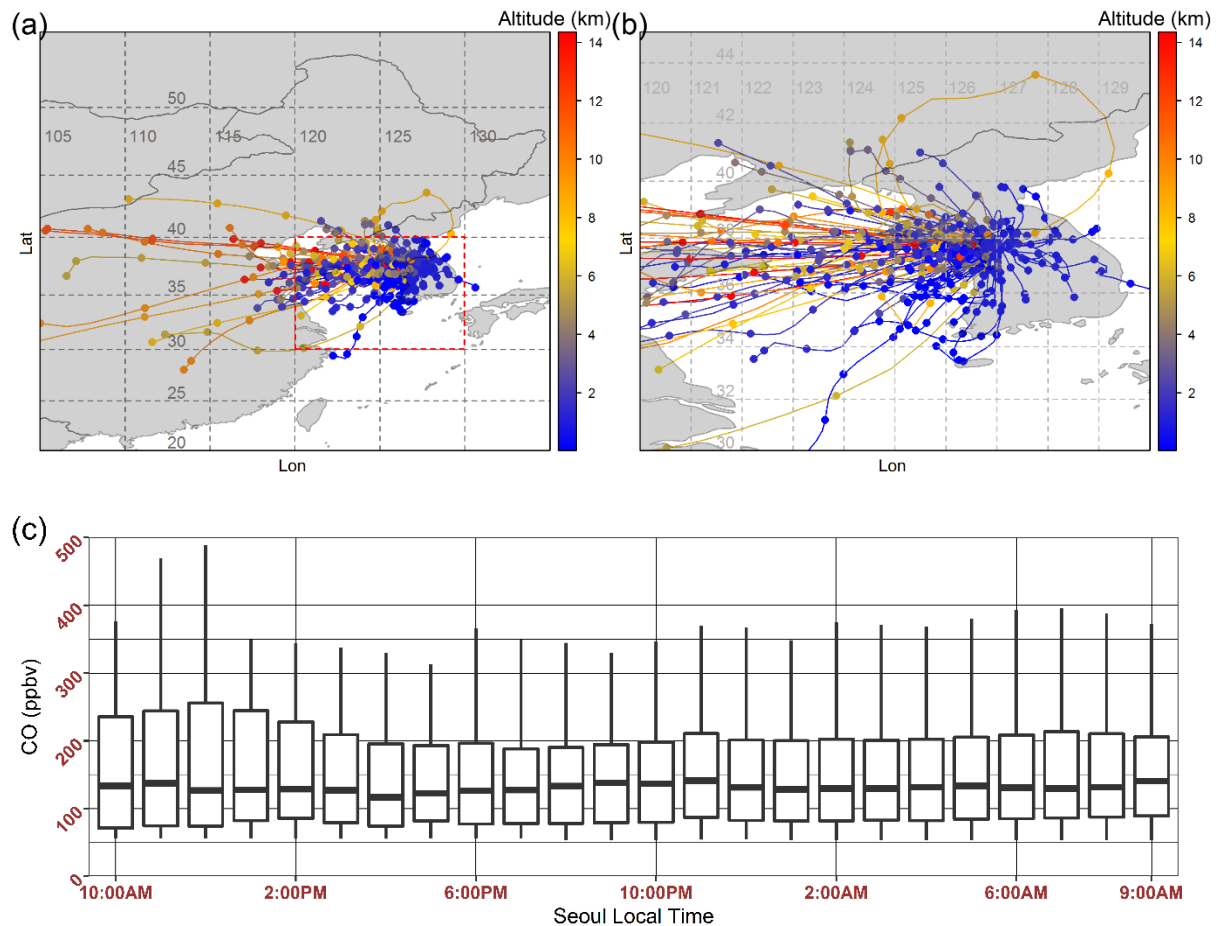 (a)
Altitude (km)
50
105 110 115 120 125 130
45
40
35
30
25
20
Lat
Lon
14
12
10
8
6
4
2
(b)
Altitude (km)
44
120 121 122 123 124 125 126 127 128 129
42
40
38
36
34
32
30
Lat
Lon
14
12
10
8
6
4
2
(c)
500
400
300
200
100
0
CO (ppbv)
10:00AM 2:00PM 6:00PM 10:00PM 2:00AM 6:00AM 9:00AM
Seoul Local Time